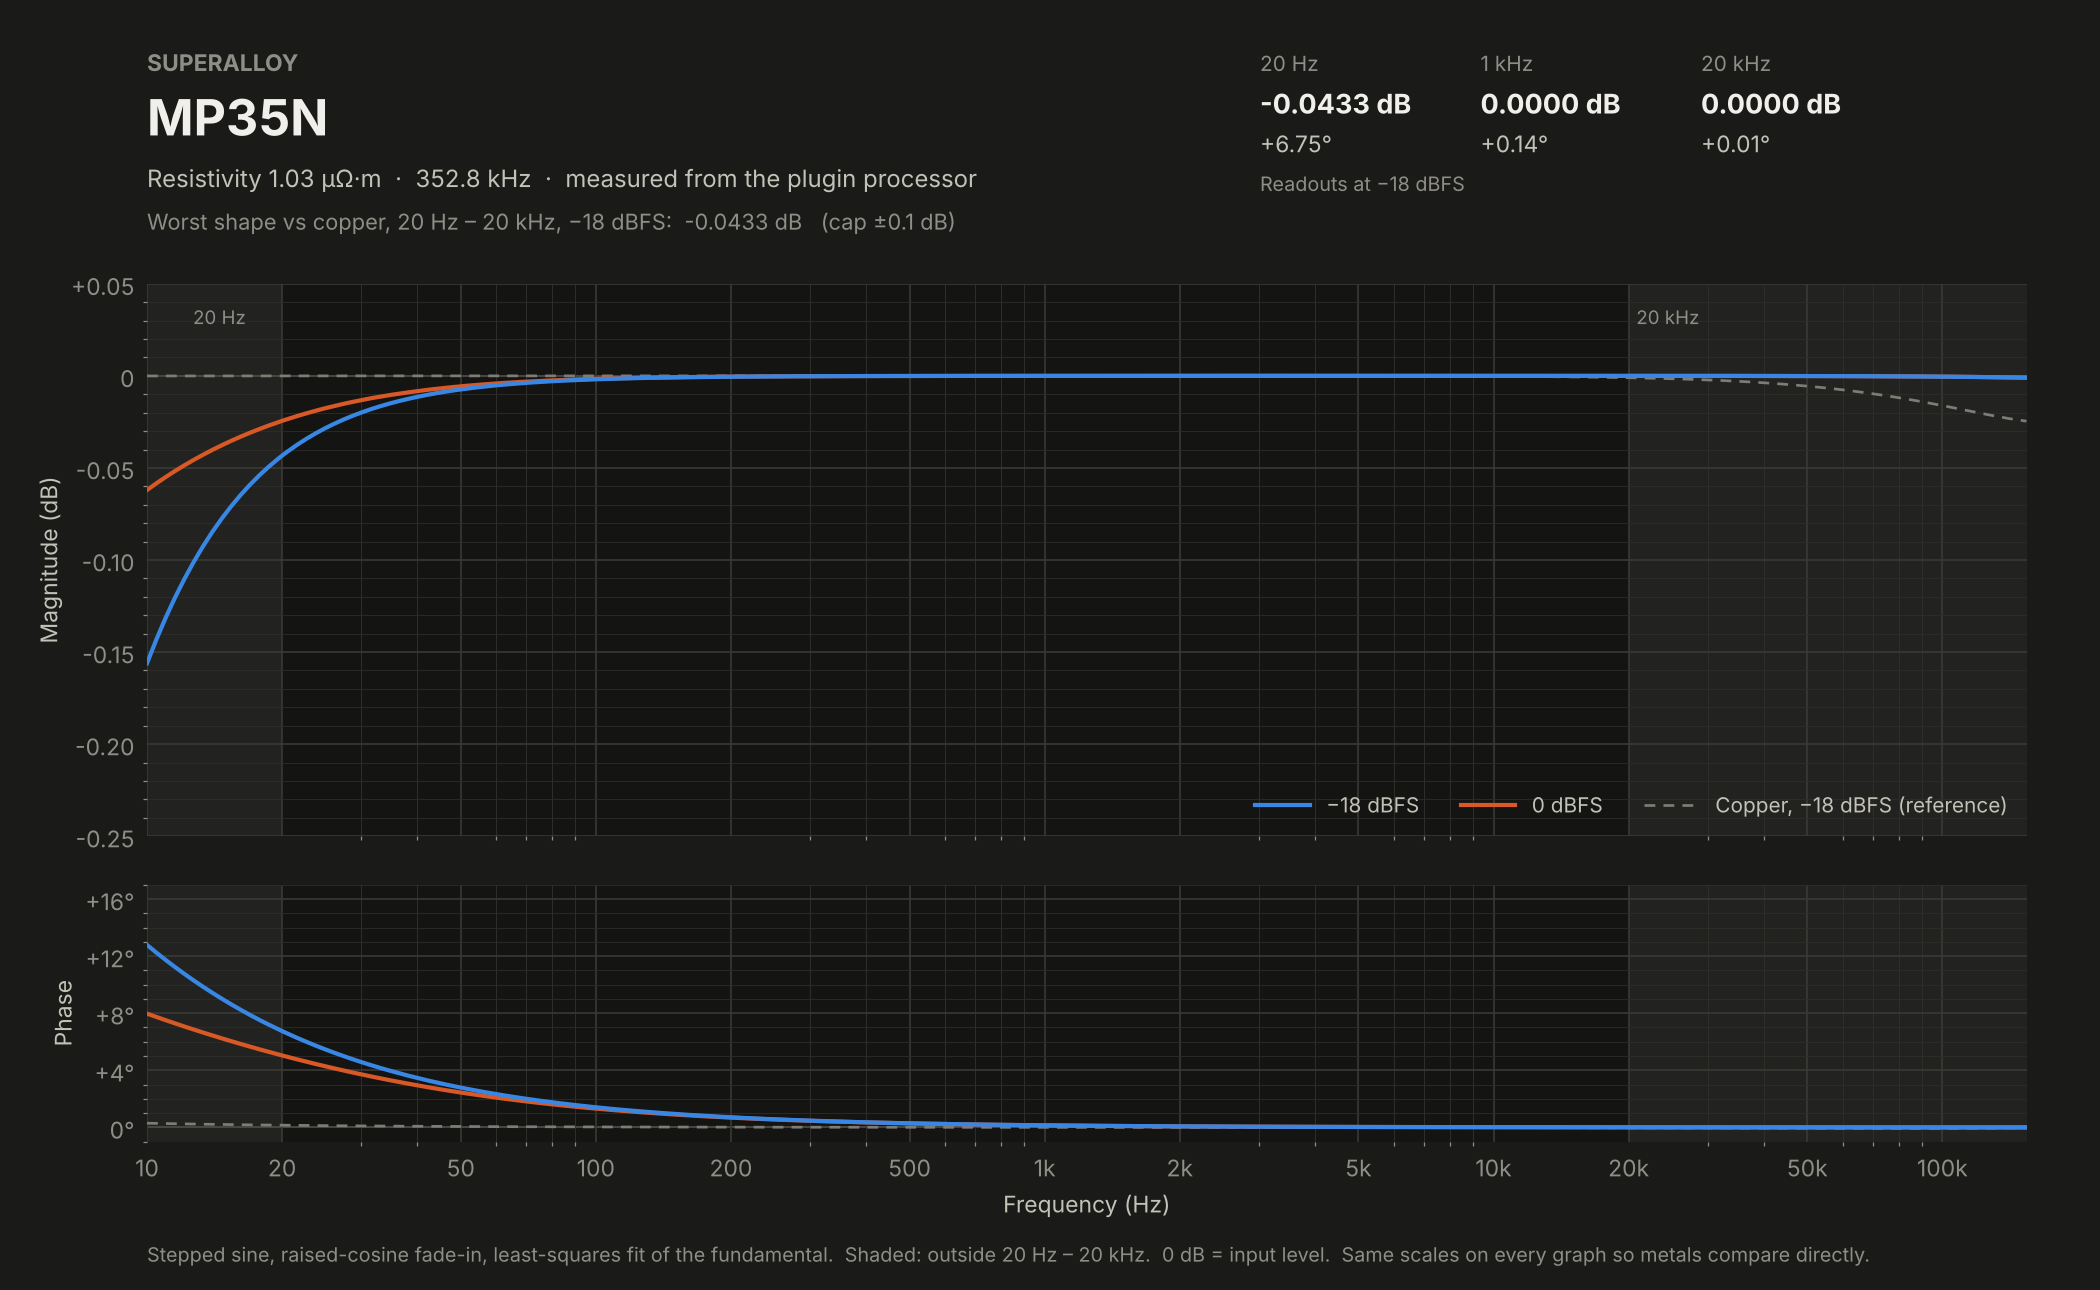 SUPERALLOY
MP35N
Resistivity 1.03 µΩ·m · 352.8 kHz · measured from the plugin processor
Worst shape vs copper, 20 Hz – 20 kHz, −18 dBFS: -0.0433 dB (cap ±0.1 dB)
20 Hz 1 kHz 20 kHz
-0.0433 dB 0.0000 dB 0.0000 dB
+6.75° +0.14° +0.01°
Readouts at −18 dBFS
+0.05
0
-0.05
-0.10
-0.15
-0.20
-0.25
Magnitude (dB)
20 Hz
20 kHz
−18 dBFS 0 dBFS Copper, −18 dBFS (reference)
+16°
+12°
+8°
+4°
0°
Phase
10 20 50 100 200 500 1k 2k 5k 10k 20k 50k 100k
Frequency (Hz)
Stepped sine, raised-cosine fade-in, least-squares fit of the fundamental. Shaded: outside 20 Hz – 20 kHz. 0 dB = input level. Same scales on every graph so metals compare directly.